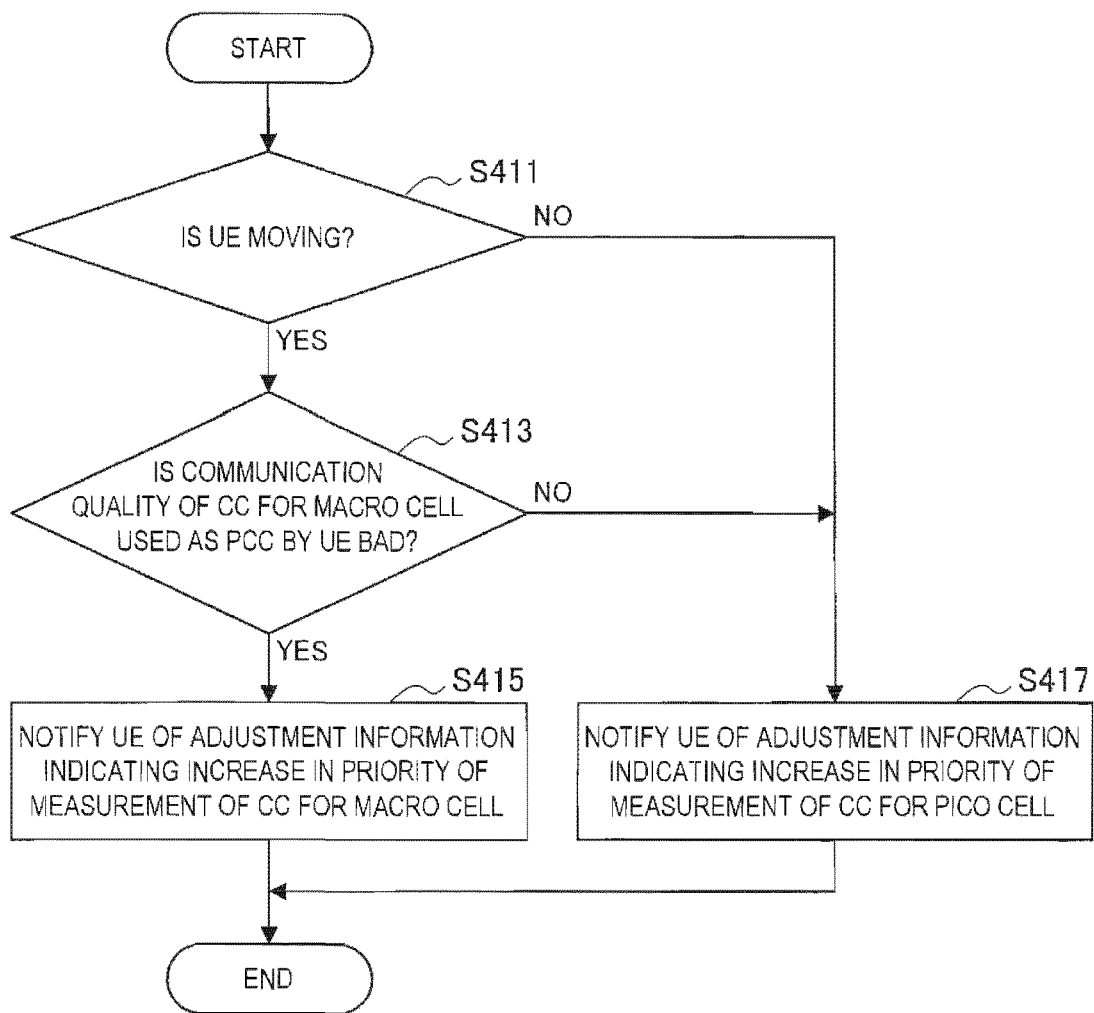 START
S411
IS UE MOVING?
NO
YES
S413
IS COMMUNICATION
QUALITY OF CC FOR MACRO CELL
USED AS PCC BY UE BAD?
NO
YES
S415
NOTIFY UE OF ADJUSTMENT INFORMATION
INDICATING INCREASE IN PRIORITY OF
MEASUREMENT OF CC FOR MACRO CELL
S417
NOTIFY UE OF ADJUSTMENT INFORMATION
INDICATING INCREASE IN PRIORITY OF
MEASUREMENT OF CC FOR PICO CELL
END